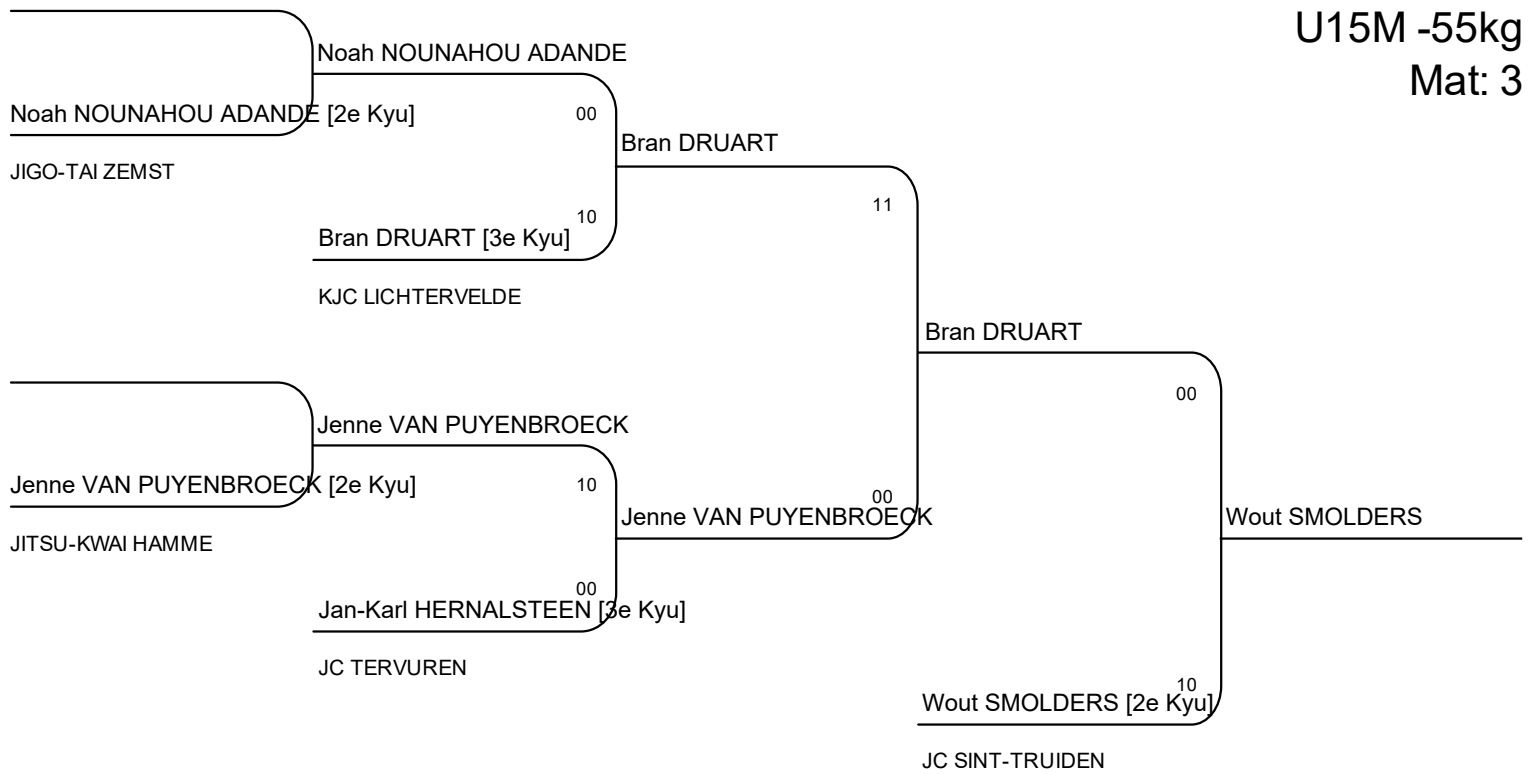 U15M -55kg
Mat: 3
Noah NOUNAHOU ADANDE
Noah NOUNAHOU ADANDE [2e Kyu]
00
Bran DRUART
JIGO-TAI ZEMST
11
10
Bran DRUART [3e Kyu]
KJC LICHTERVELDE
Bran DRUART
00
Jenne VAN PUYENBROECK
Jenne VAN PUYENBROECK [2e Kyu]
10
00
Jenne VAN PUYENBROECK
Wout SMOLDERS
JITSU-KWAI HAMME
00
Jan-Karl HERNALSTEEN [3e Kyu]
JC TERVUREN
10
Wout SMOLDERS [2e Kyu]
JC SINT-TRUIDEN